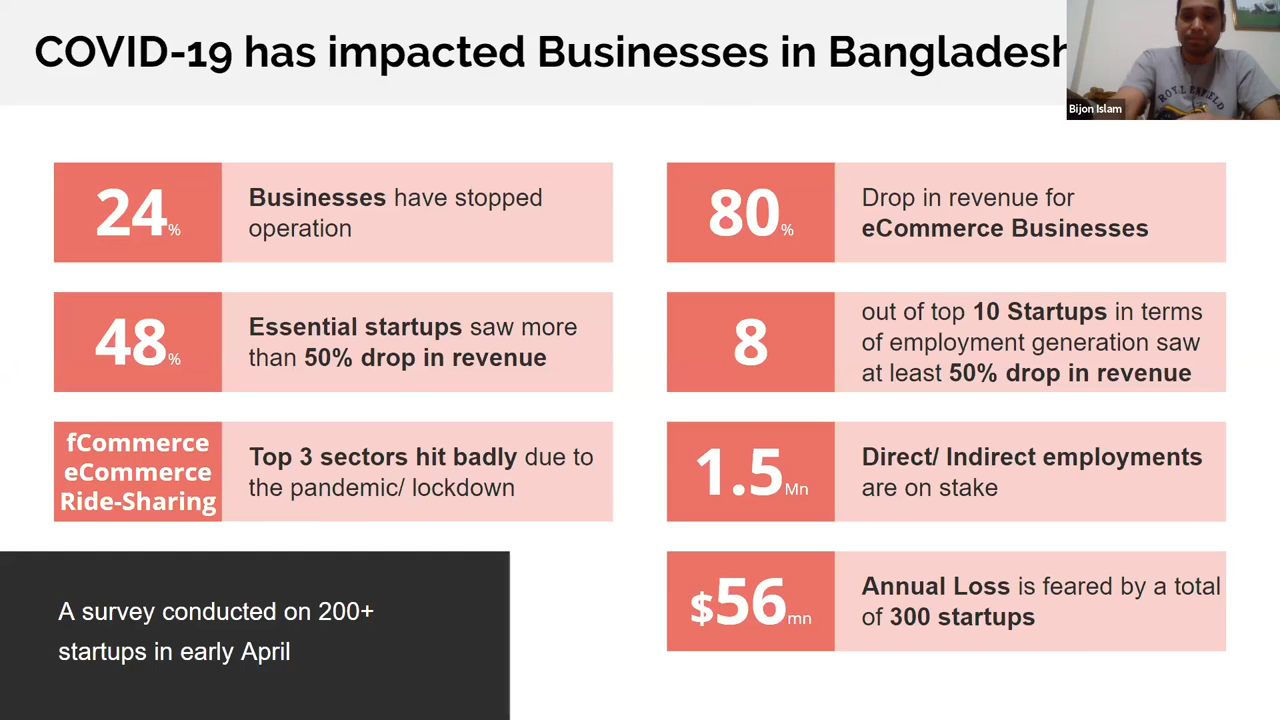 COVID-19 has impacted Businesses in Bangladesh
Bijon Islam
ROYAL ENFIELD
24%
Businesses have stopped
operation
48%
Essential startups saw more
than 50% drop in revenue
fCommerce
eCommerce
Ride-Sharing
Top 3 sectors hit badly due to
the pandemic/ lockdown
A survey conducted on 200+
startups in early April
80%
Drop in revenue for
eCommerce Businesses
8
out of top 10 Startups in terms
of employment generation saw
at least 50% drop in revenue
1.5Mn
Direct/ Indirect employments
are on stake
$56mn
Annual Loss is feared by a total
of 300 startups